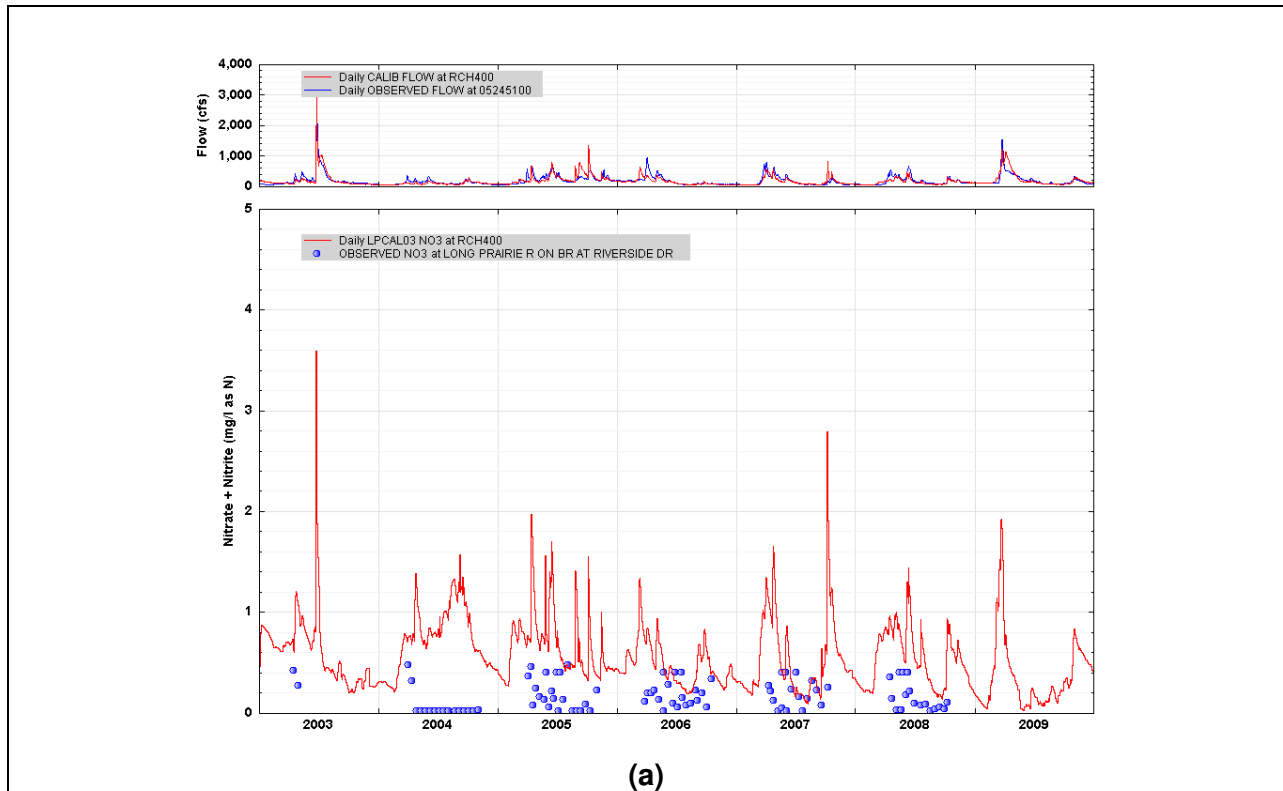 4,000
3,000
2,000
1,000
0
Flow (cfs)
Daily CALIB FLOW at RCH400
Daily OBSERVED FLOW at 05245100
5
4
3
2
1
0
Nitrate + Nitrite (mg/l as N)
Daily LPCAL03 NO3 at RCH400
OBSERVED NO3 at LONG PRAIRIE R ON BR AT RIVERSIDE DR
2003 2004 2005 2006 2007 2008 2009
(a)